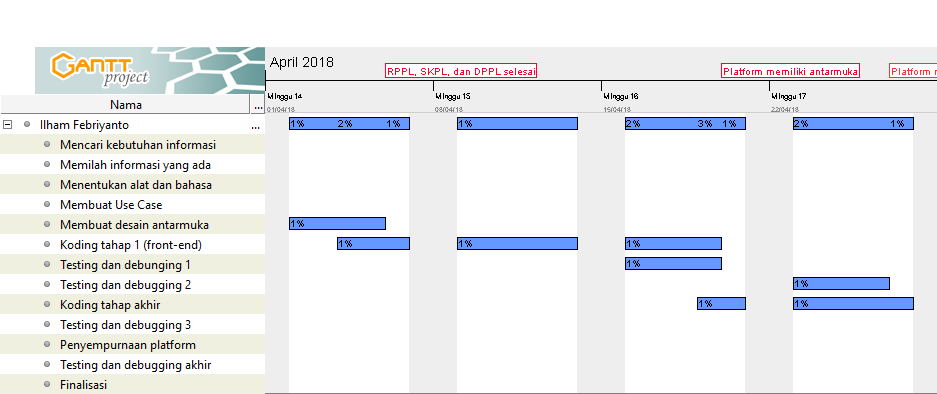 GANTT
project
April 2018
RPPL, SKPL, dan DPPL selesai
Platform memiliki antarmuka
Platform m
Nama ...
Minggu 14 Minggu 15 Minggu 16 Minggu 17
01/04/18 08/04/18 15/04/18 22/04/18
Ilham Febriyanto ... 1% 2% 1% 1% 2% 3% 1% 2% 1%
Mencari kebutuhan informasi
Memilah informasi yang ada
Menentukan alat dan bahasa
Membuat Use Case
Membuat desain antarmuka 1%
Koding tahap 1 (front-end) 1% 1% 1%
Testing dan debunging 1 1%
Testing dan debugging 2 1%
Koding tahap akhir 1% 1%
Testing dan debugging 3
Penyempurnaan platform
Testing dan debugging akhir
Finalisasi